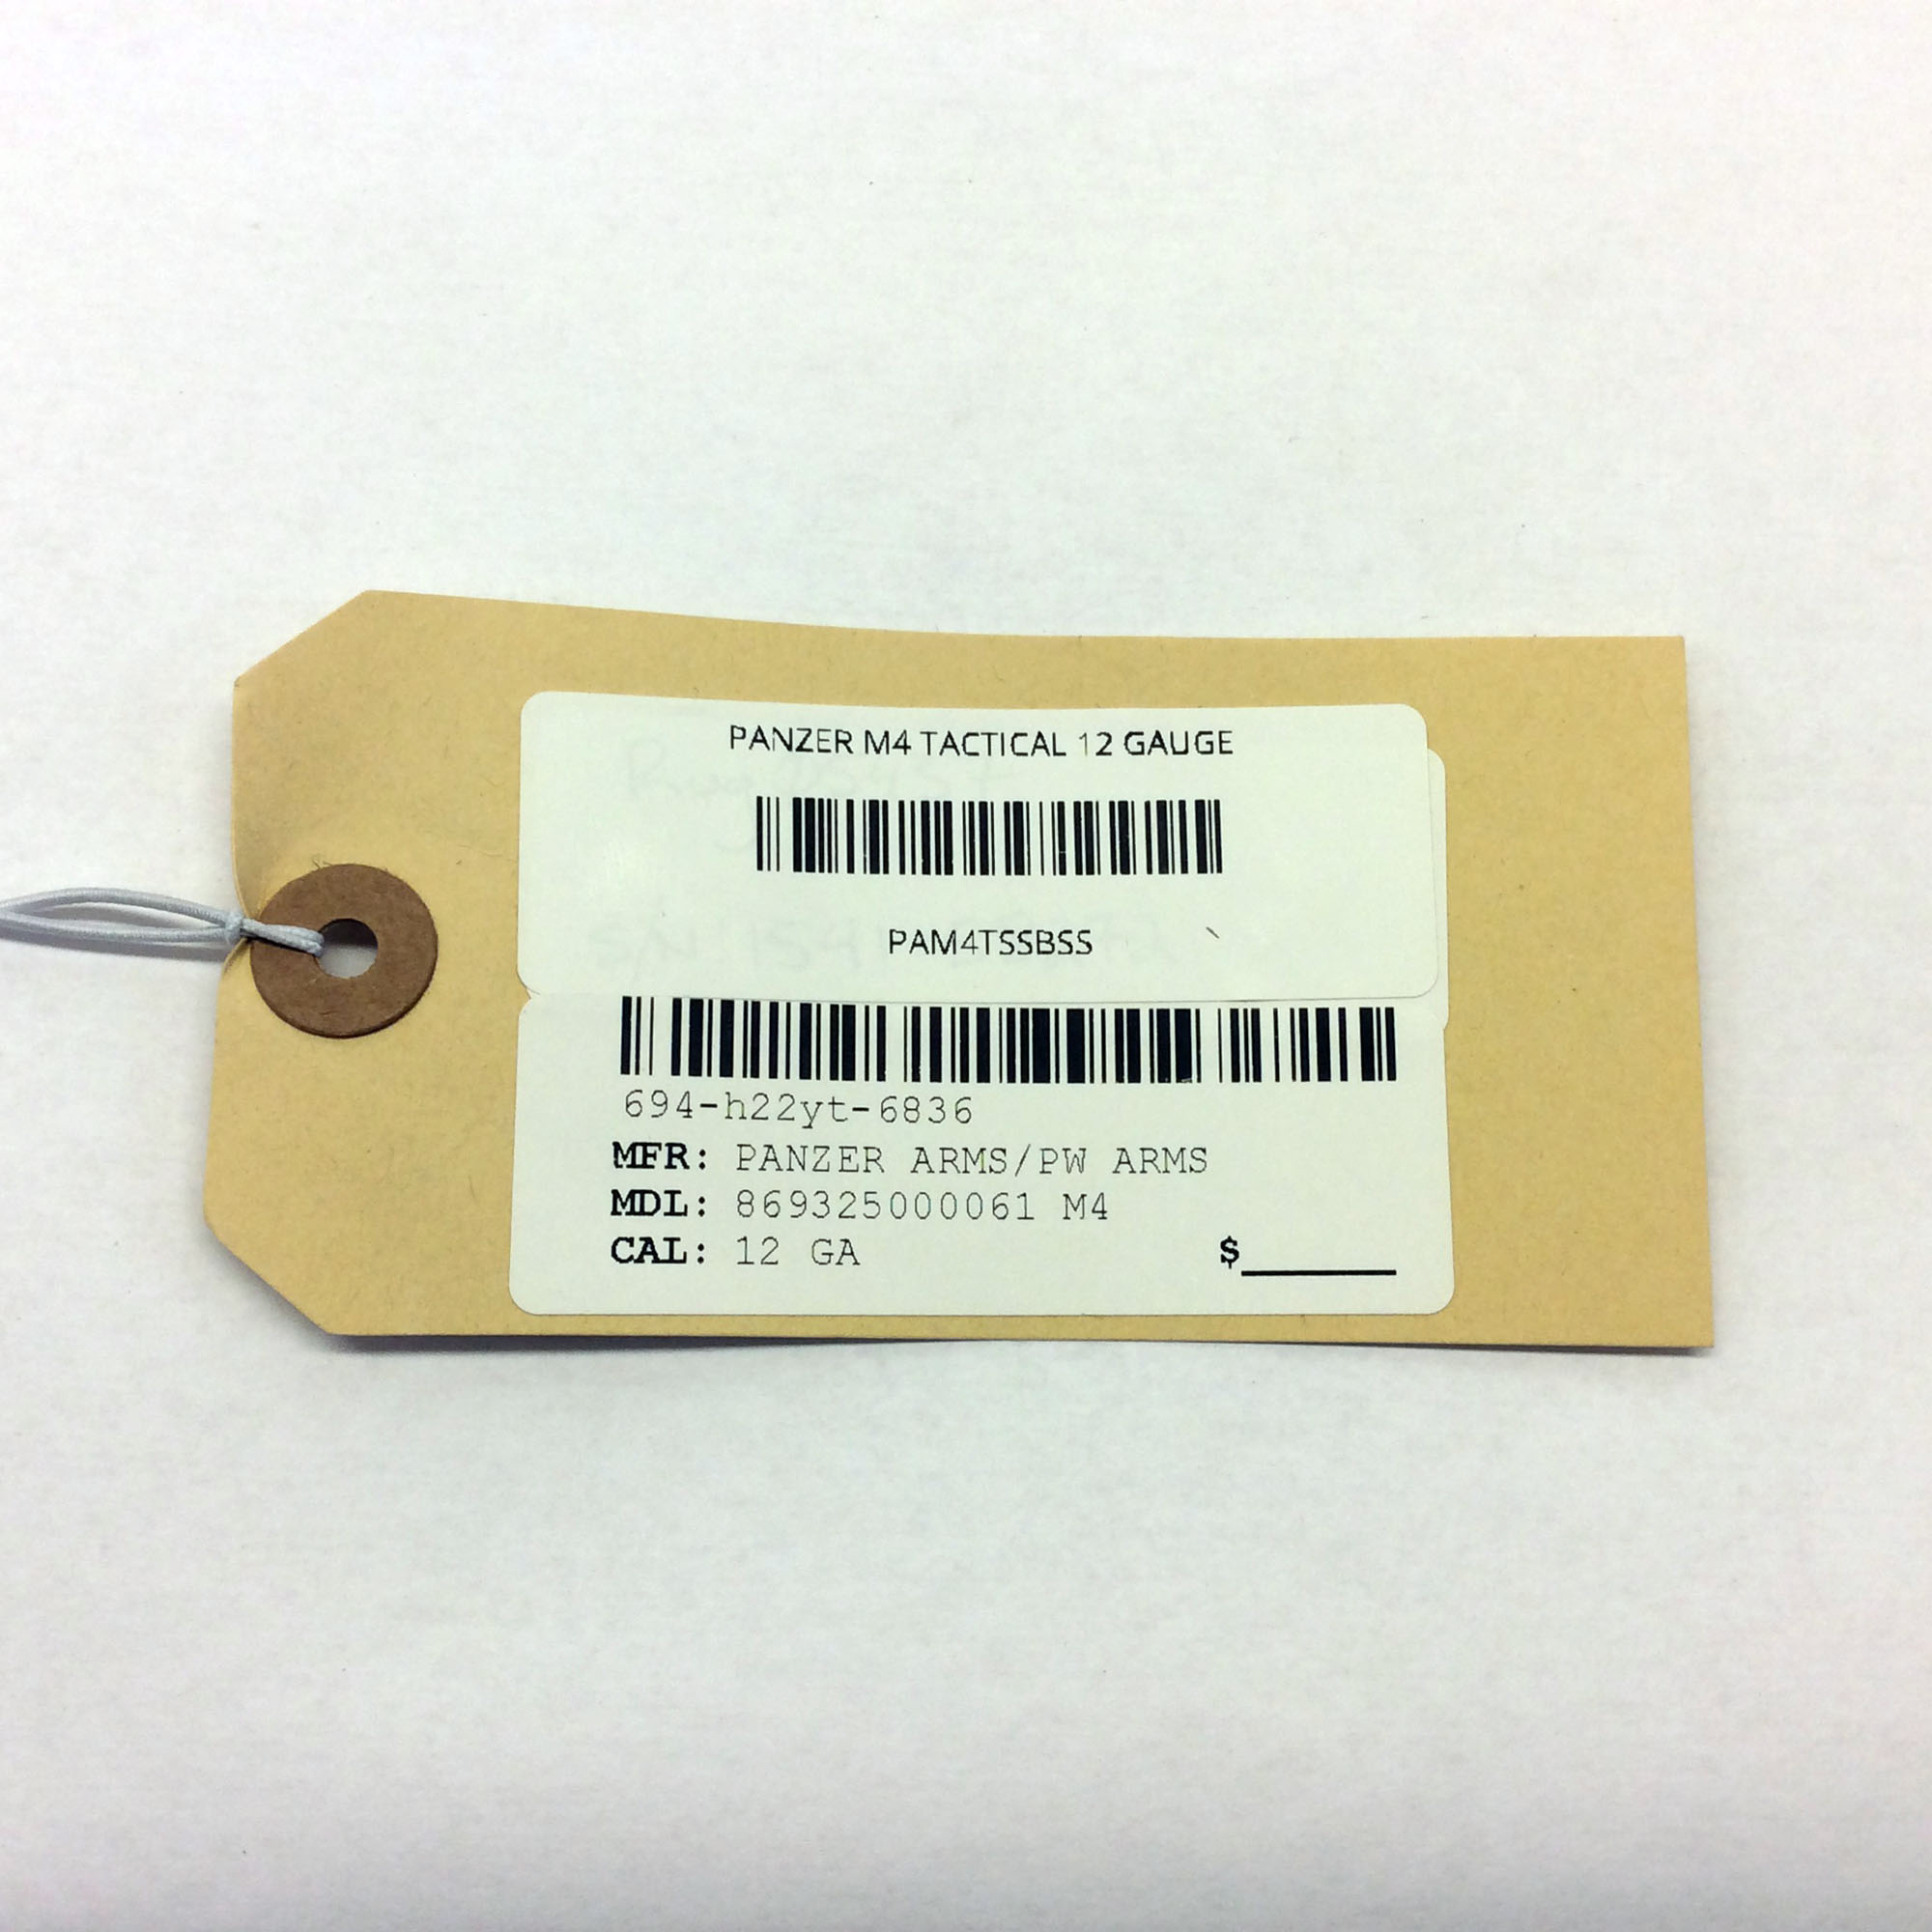 PANZER M4 TACTICAL 12 GAUGE
PAM4TSSBSS
694-h22yt-6836
MFR: PANZER ARMS/PW ARMS
MDL: 869325000061 M4
CAL: 12 GA
$